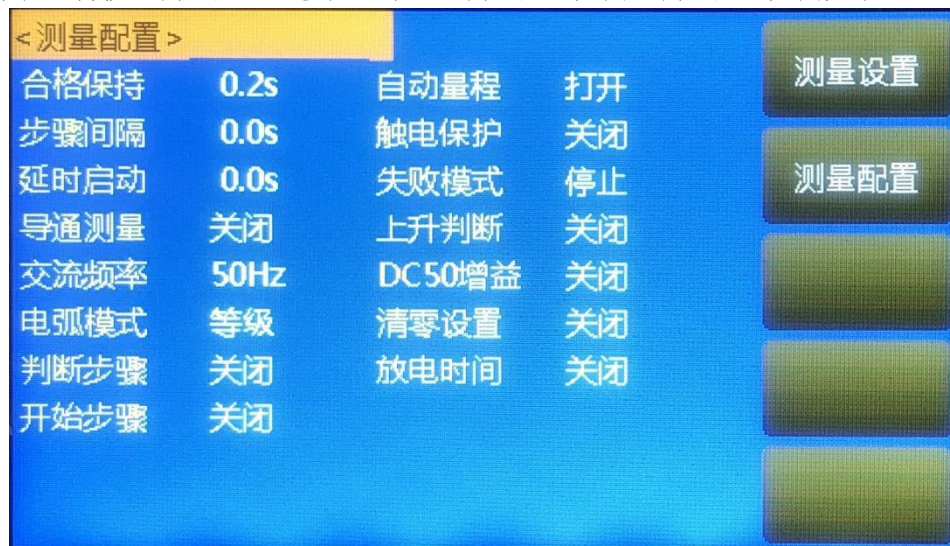 <测量配置>
合格保持 0.2s 自动量程 打开
步骤间隔 0.0s 触电保护 关闭
延时启动 0.0s 失败模式 停止
导通测量 关闭 上升判断 关闭
交流频率 50Hz DC50增益 关闭
电弧模式 等级 清零设置 关闭
判断步骤 关闭 放电时间 关闭
开始步骤 关闭
测量设置
测量配置